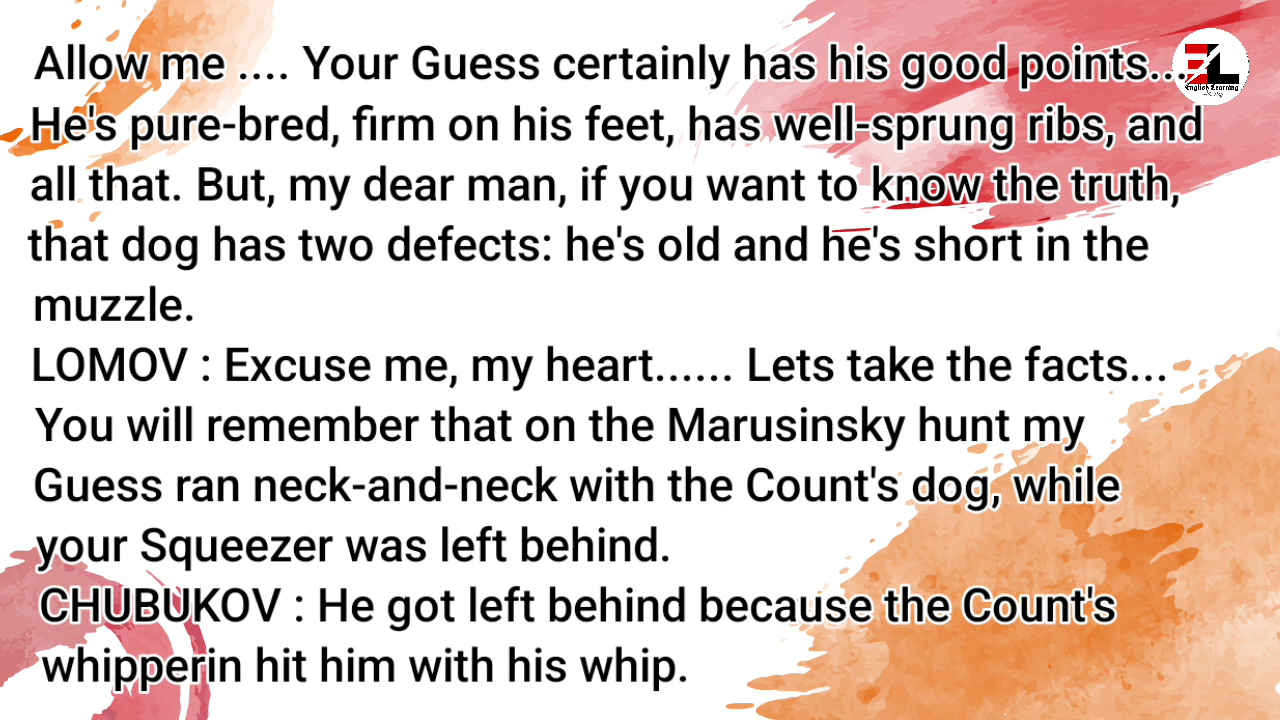 Allow me .... Your Guess certainly has his good points...
He's pure-bred, firm on his feet, has well-sprung ribs, and
all that. But, my dear man, if you want to know the truth,
that dog has two defects: he's old and he's short in the
muzzle.
LOMOV : Excuse me, my heart...... Lets take the facts...
You will remember that on the Marusinsky hunt my
Guess ran neck-and-neck with the Count's dog, while
your Squeezer was left behind.
CHUBUKOV : He got left behind because the Count's
whipperin hit him with his whip.
EL
English Learning